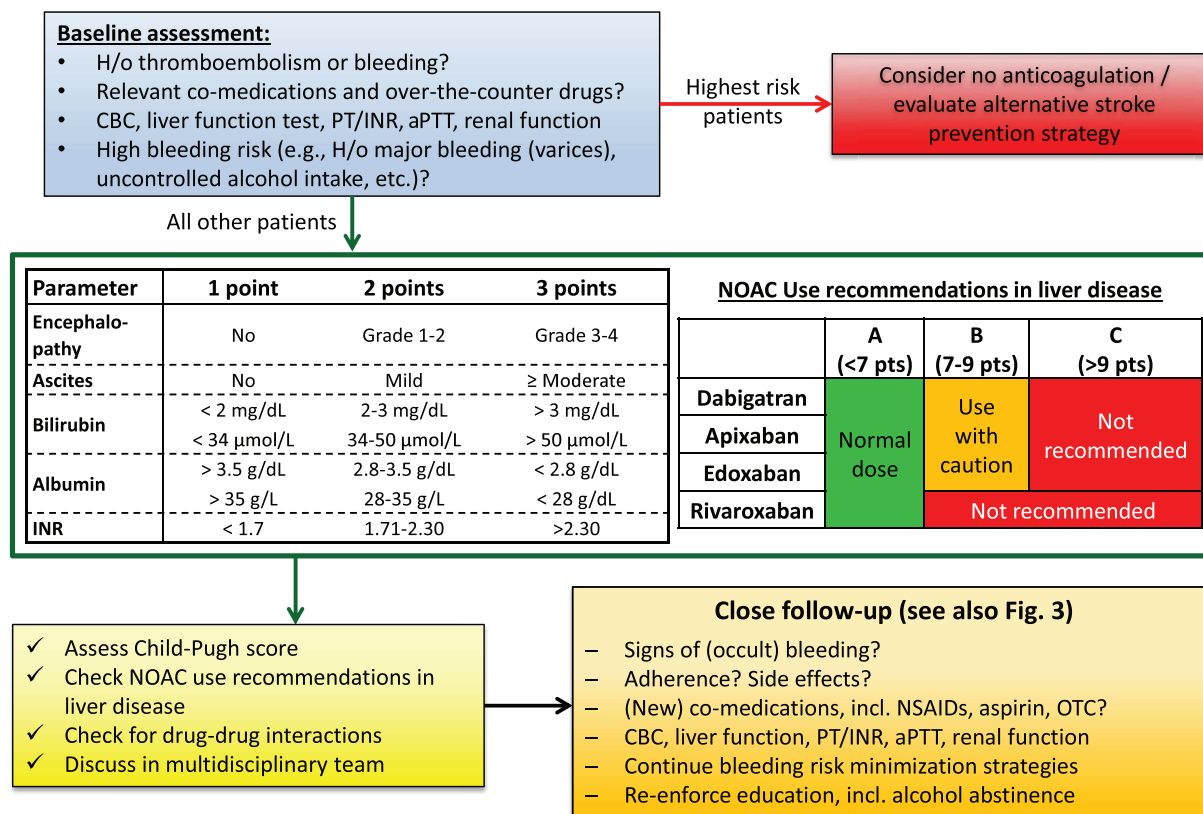 Baseline assessment:
• H/o thromboembolism or bleeding?
• Relevant co-medications and over-the-counter drugs?
• CBC, liver function test, PT/INR, aPTT, renal function
• High bleeding risk (e.g., H/o major bleeding (varices),
uncontrolled alcohol intake, etc.)?
Highest risk
patients
Consider no anticoagulation /
evaluate alternative stroke
prevention strategy
All other
patients
Parameter 1 point 2 points 3 points
Encephalo-
pathy No Grade 1-2 Grade 3-4
Ascites No Mild ≥ Moderate
Bilirubin
< 2 mg/dL 2-3 mg/dL > 3 mg/dL
< 34 µmol/L 34-50 µmol/L > 50 µmol/L
Albumin
> 3.5 g/dL 2.8-3.5 g/dL < 2.8 g/dL
> 35 g/L 28-35 g/L < 28 g/dL
INR < 1.7 1.71-2.30 >2.30
NOAC Use recommendations in liver disease
A B C
(<7 pts) (7-9 pts) (>9 pts)
Dabigatran
Apixaban
Edoxaban
Rivaroxaban
Normal
dose
Use
with
caution
Not
recommended
Not recommended
✓ Assess Child-Pugh score
✓ Check NOAC use recommendations in
liver disease
✓ Check for drug-drug interactions
✓ Discuss in multidisciplinary team
Close follow-up (see also Fig. 3)
– Signs of (occult) bleeding?
– Adherence? Side effects?
– (New) co-medications, incl. NSAIDs, aspirin, OTC?
– CBC, liver function, PT/INR, aPTT, renal function
– Continue bleeding risk minimization strategies
– Re-enforce education, incl. alcohol abstinence